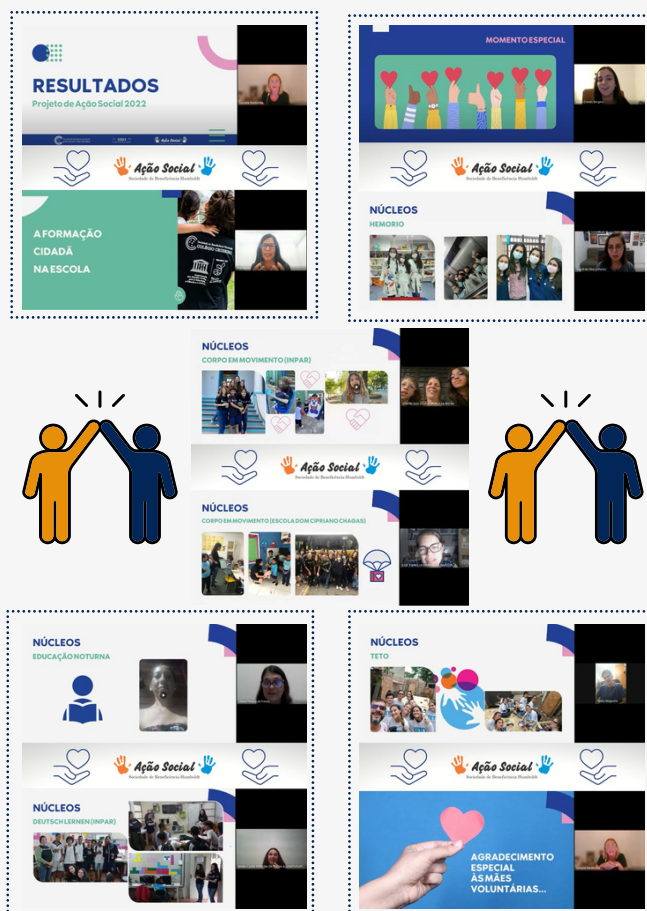 RESULTADOS
Projeto de Ação Social 2022
Ação Social
Sociedade de Beneficência Humboldt
A FORMAÇÃO
CIDADÃ
NA ESCOLA
MOMENTO ESPECIAL
Ação Social
Sociedade de Beneficência Humboldt
NÚCLEOS
HEMORIO
NÚCLEOS
CORPO EM MOVIMENTO (INPAR)
Ação Social
Sociedade de Beneficência Humboldt
NÚCLEOS
CORPO EM MOVIMENTO (ESCOLA DOM CIPRIANO CHAGAS)
NÚCLEOS
EDUCAÇÃO NOTURNA
Ação Social
Sociedade de Beneficência Humboldt
NÚCLEOS
DEUTSCH LERNEN (INPAR)
NÚCLEOS
TETO
Ação Social
Sociedade de Beneficência Humboldt
AGRADECIMENTO
ESPECIAL
ÀS MÃES
VOLUNTÁRIAS...